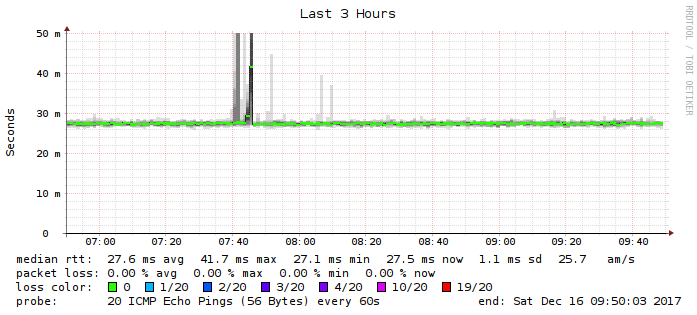 Last 3 Hours
RRDTOOL / TOBI OETIKER
Seconds
50 m
40 m
30 m
20 m
10 m
0
07:00 07:20 07:40 08:00 08:20 08:40 09:00 09:20 09:40
median rtt: 27.6 ms avg 41.7 ms max 27.1 ms min 27.5 ms now 1.1 ms sd 25.7 am/s
packet loss: 0.00 % avg 0.00 % max 0.00 % min 0.00 % now
loss color: 0 1/20 2/20 3/20 4/20 10/20 19/20
probe: 20 ICMP Echo Pings (56 Bytes) every 60s end: Sat Dec 16 09:50:03 2017